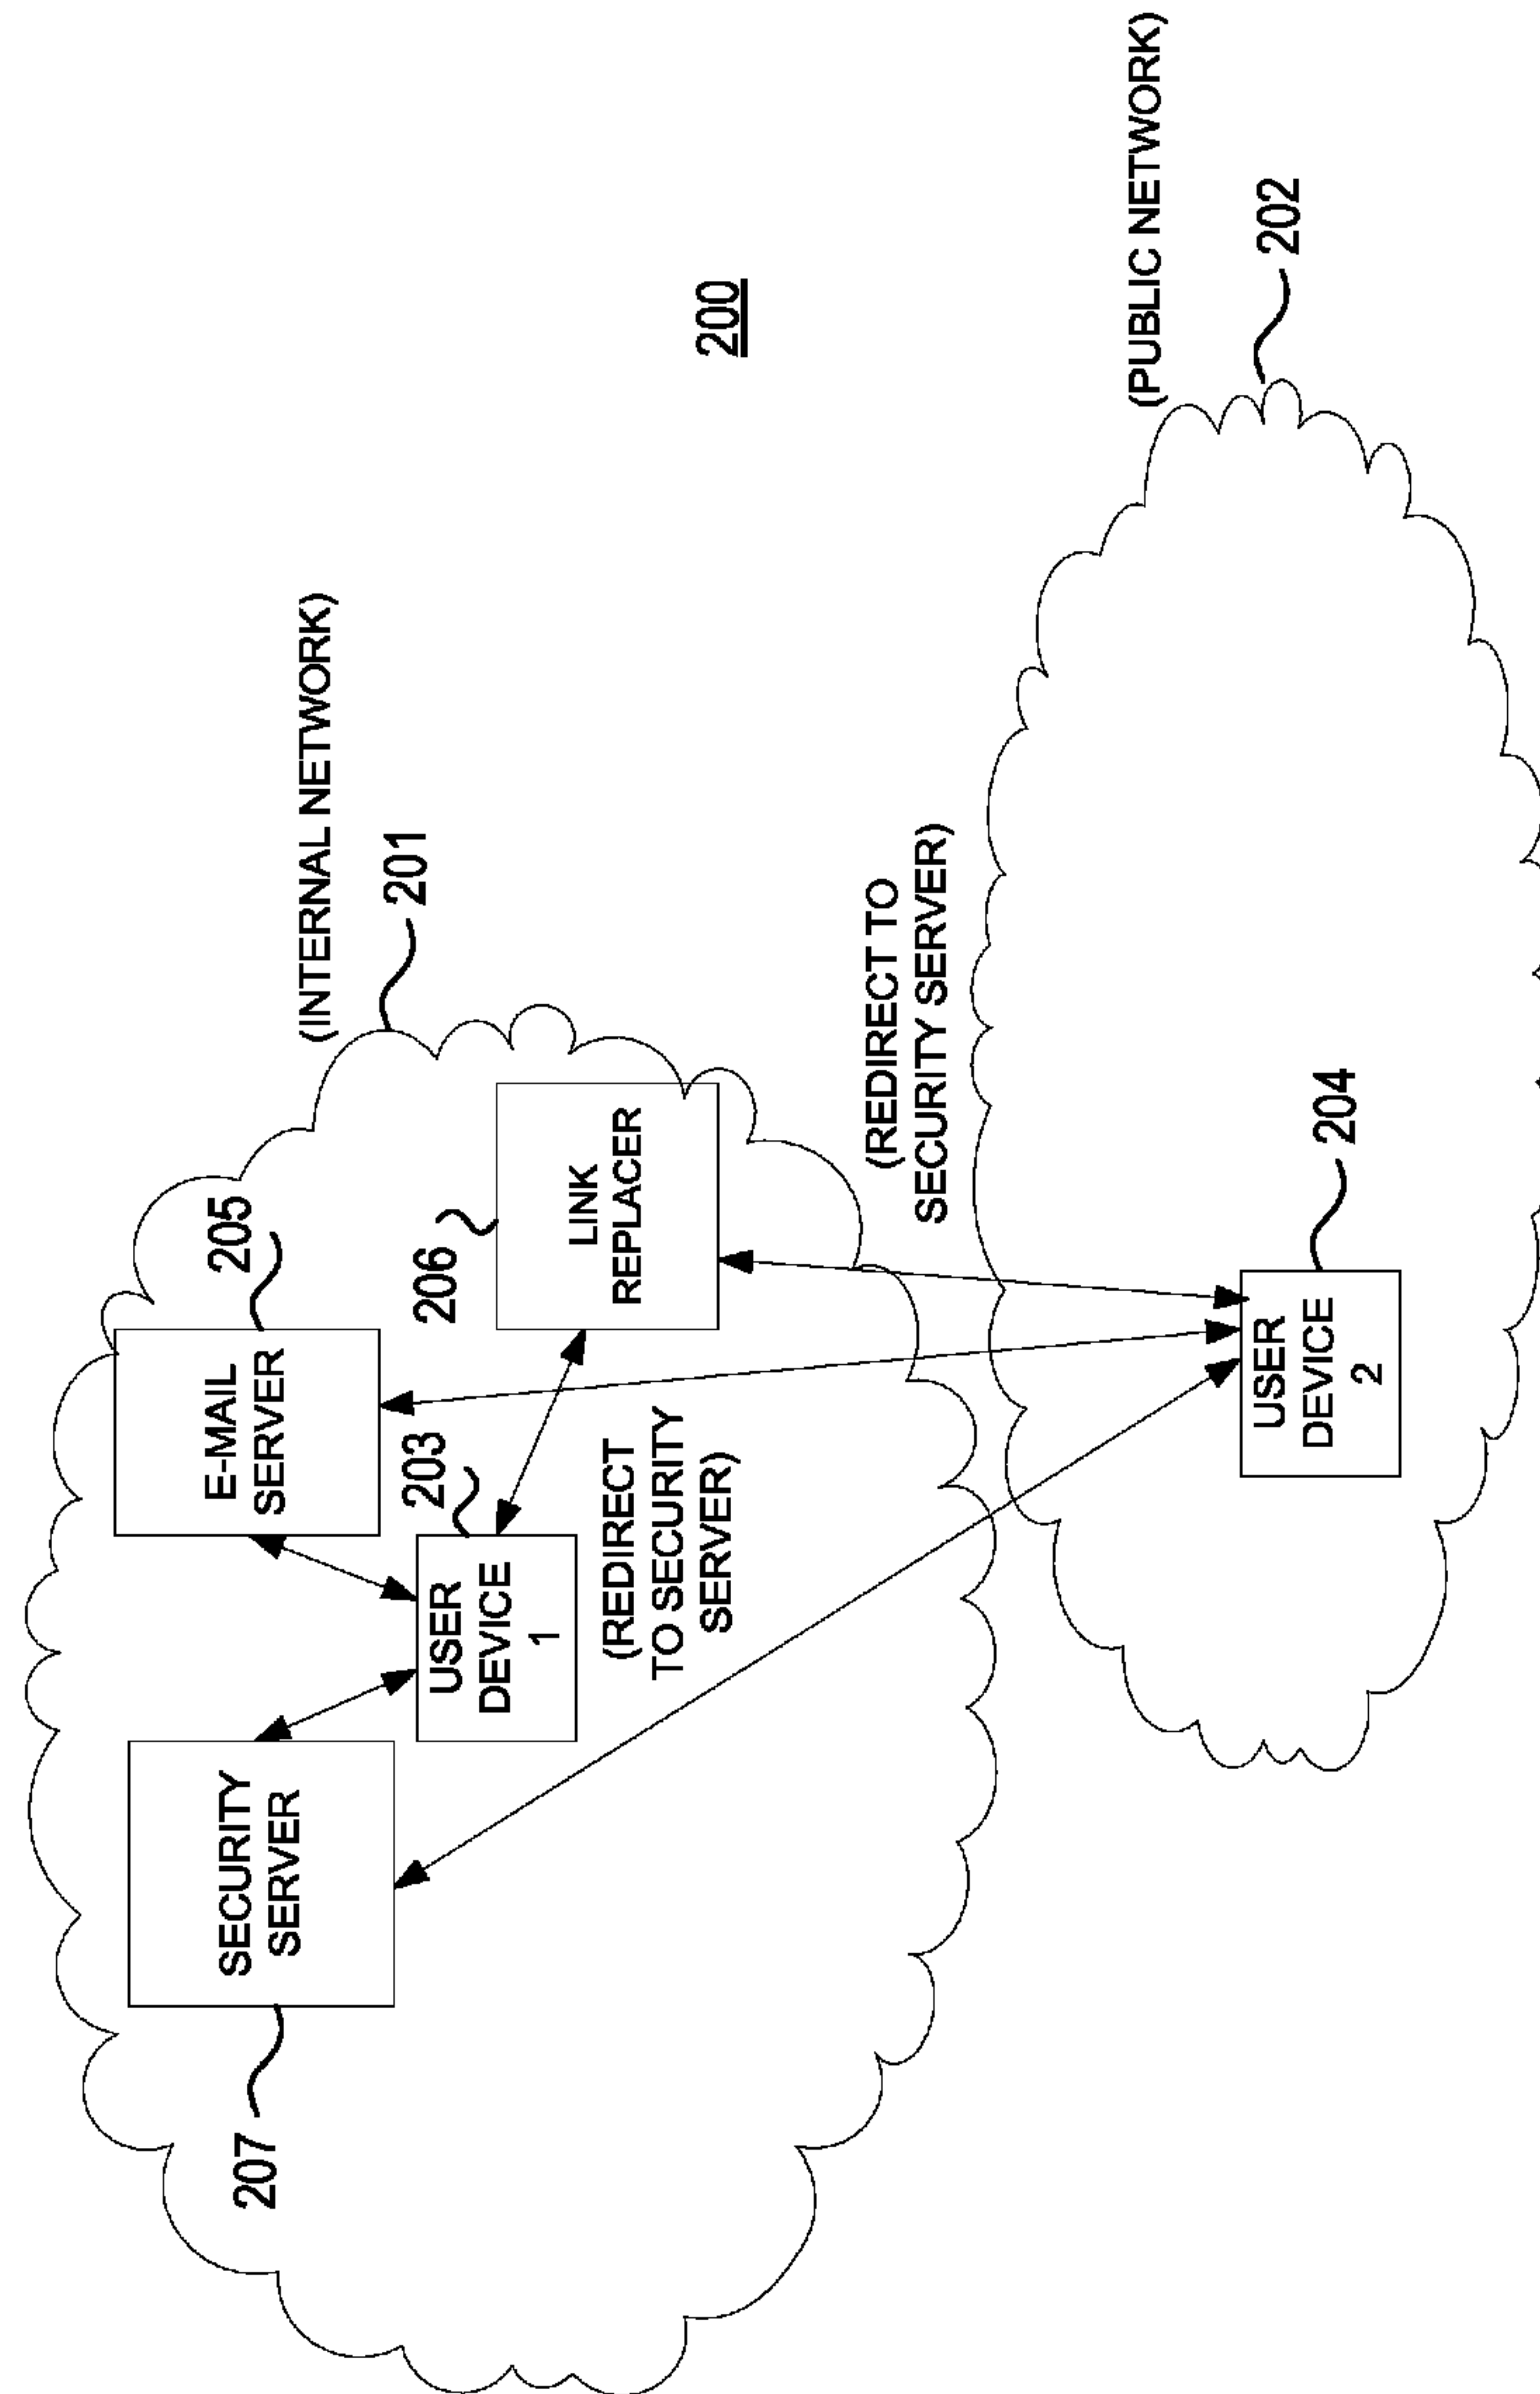 (INTERNAL NETWORK)
201
205
E-MAIL
SERVER
207
SECURITY
SERVER
203
USER
DEVICE
1
206
LINK
REPLACER
(REDIRECT
TO SECURITY
SERVER)
200
(REDIRECT TO
SECURITY SERVER)
(PUBLIC NETWORK)
202
204
USER
DEVICE
2